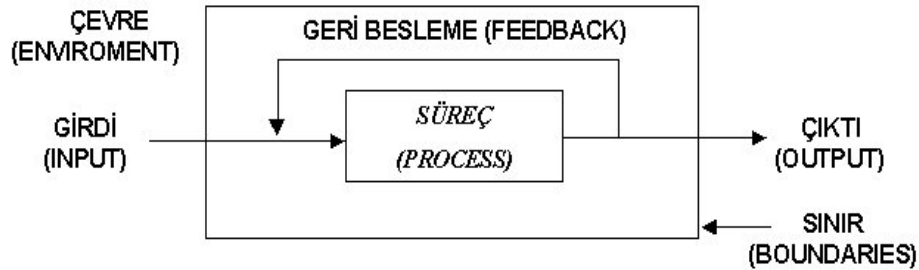 ÇEVRE
(ENVIROMENT)
GERİ BESLEME (FEEDBACK)
GİRDİ
(INPUT)
SÜREÇ
(PROCESS)
ÇIKTI
(OUTPUT)
SINIR
(BOUNDARIES)